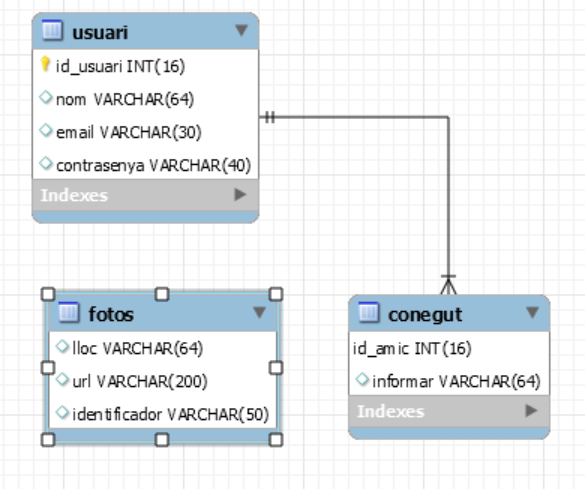 usuari
id_usuari INT(16)
nom VARCHAR(64)
email VARCHAR(30)
contrasenya VARCHAR(40)
Indexes
fotos
lloc VARCHAR(64)
url VARCHAR(200)
identificador VARCHAR(50)
conegut
id_amic INT(16)
informar VARCHAR(64)
Indexes